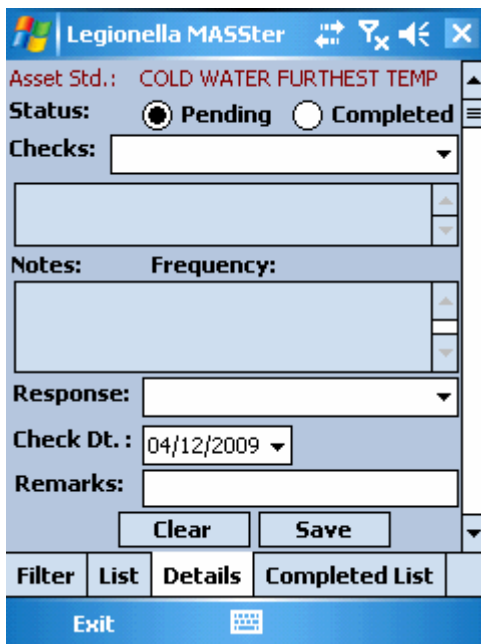 Legionella MASSter
Asset Std.: COLD WATER FURTHEST TEMP
Status: Pending Completed
Checks:
Notes: Frequency:
Response:
Check Dt. : 04/12/2009
Remarks:
Clear Save
Filter List Details Completed List
Exit